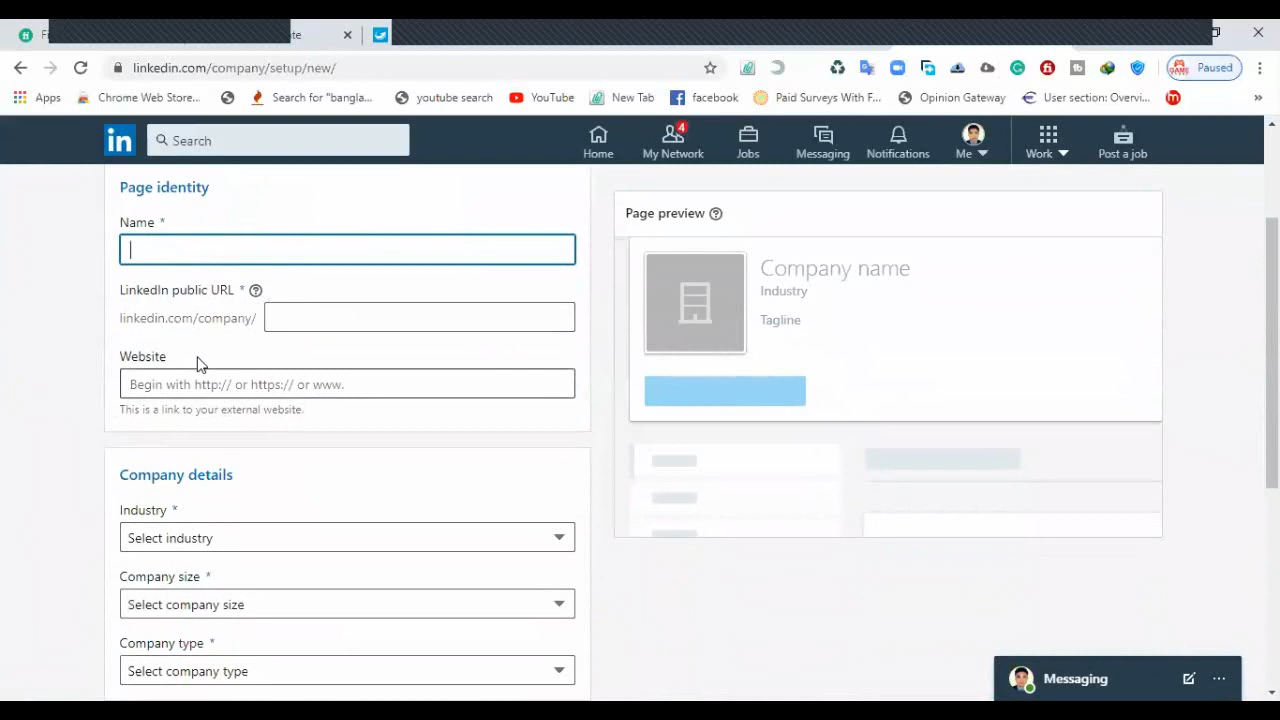 Fi
te
linkedin.com/company/setup/new/
Paused
Apps
Chrome Web Store...
Search for "bangla...
youtube search
YouTube
New Tab
facebook
Paid Surveys With F...
Opinion Gateway
User section: Overvi...
in
Search
Home
4
My Network
Jobs
Messaging
Notifications
Me
Work
Post a job
Page identity
Name *
LinkedIn public URL *
linkedin.com/company/
Website
Begin with http:// or https:// or www.
This is a link to your external website.
Company details
Industry *
Select industry
Company size *
Select company size
Company type *
Select company type
Page preview
Company name
Industry
Tagline
Messaging